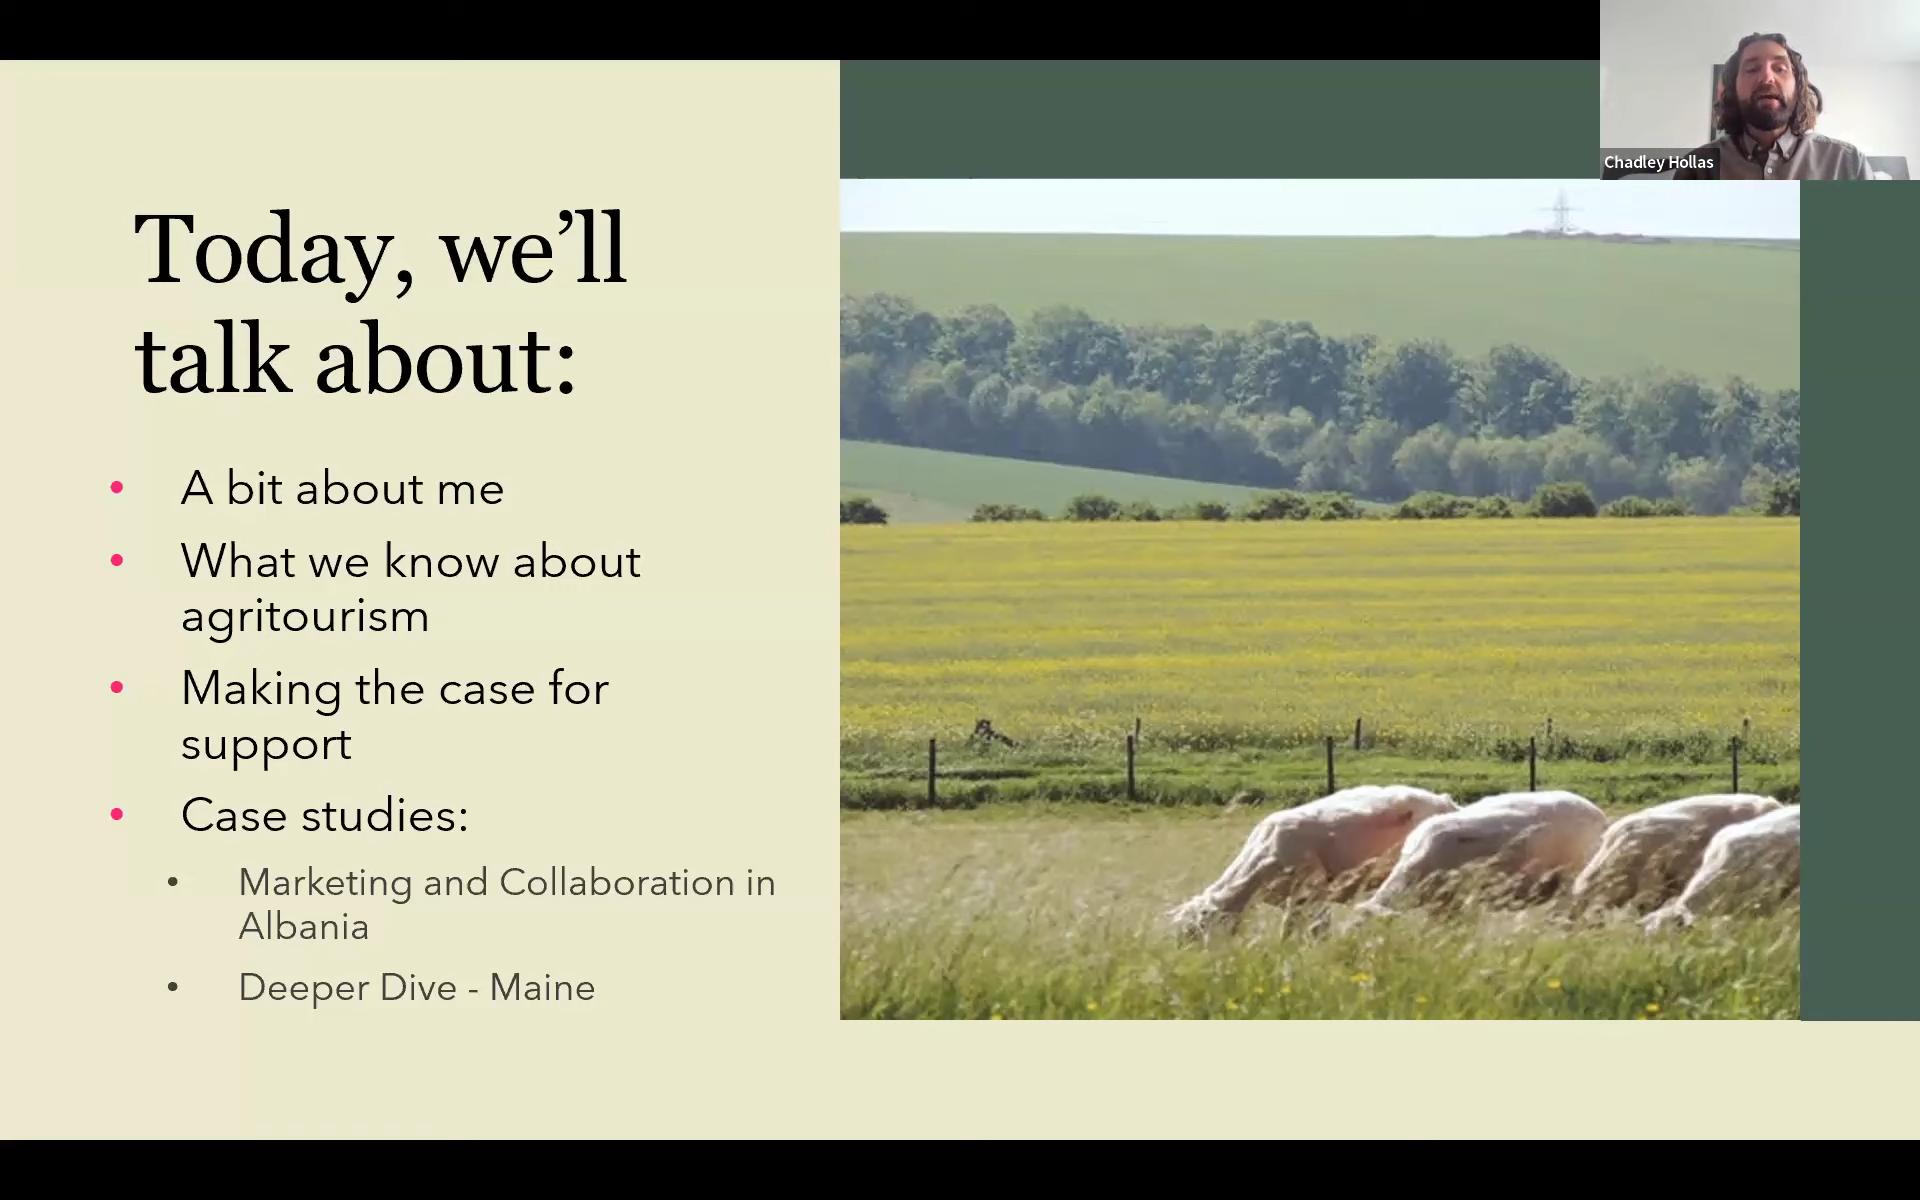 Chadley Hollas
Today, we’ll
talk about:
• A bit about me
• What we know about
agritourism
• Making the case for
support
• Case studies:
• Marketing and Collaboration in
Albania
• Deeper Dive - Maine